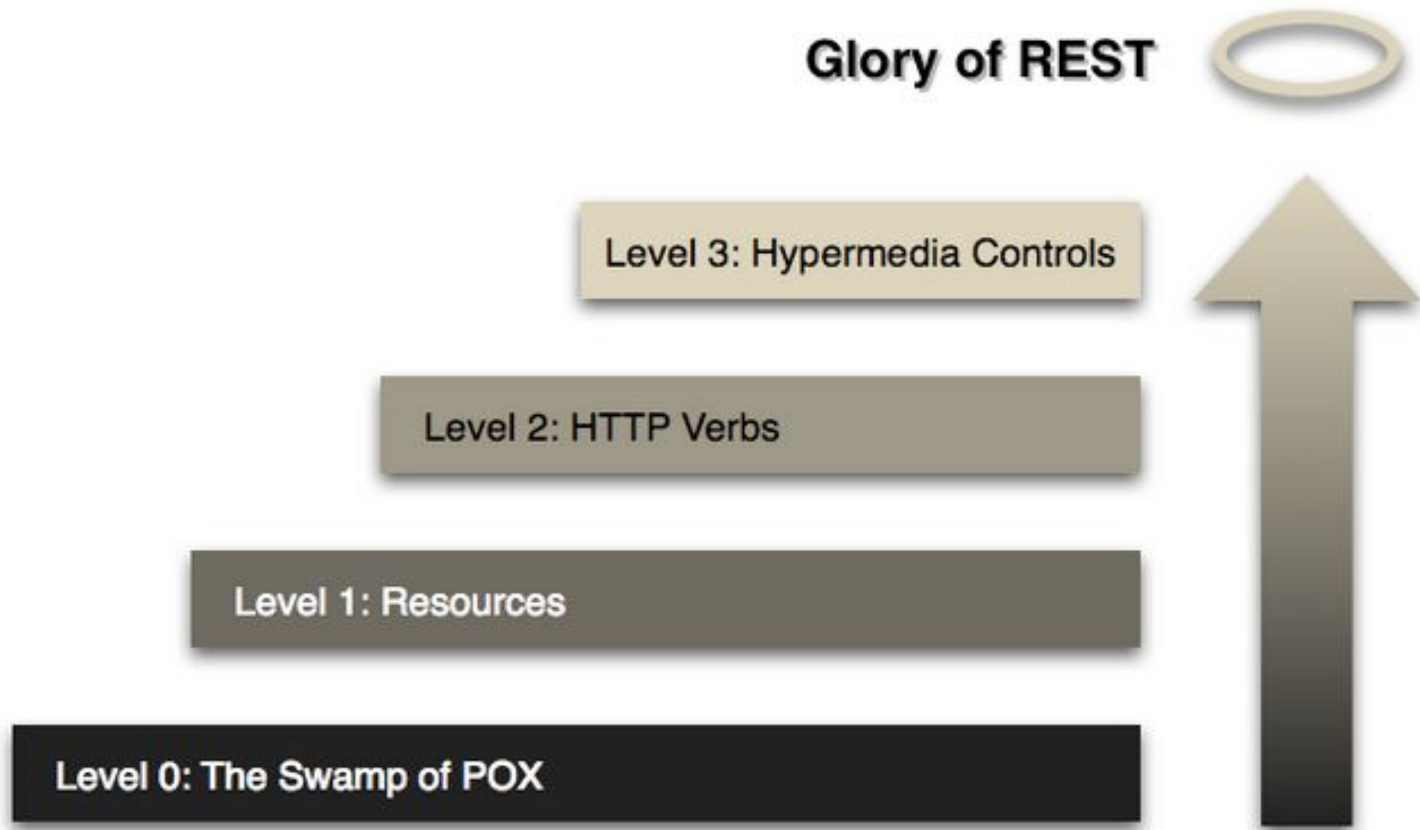 Glory of REST
Level 3: Hypermedia Controls
Level 2: HTTP Verbs
Level 1: Resources
Level 0: The Swamp of POX